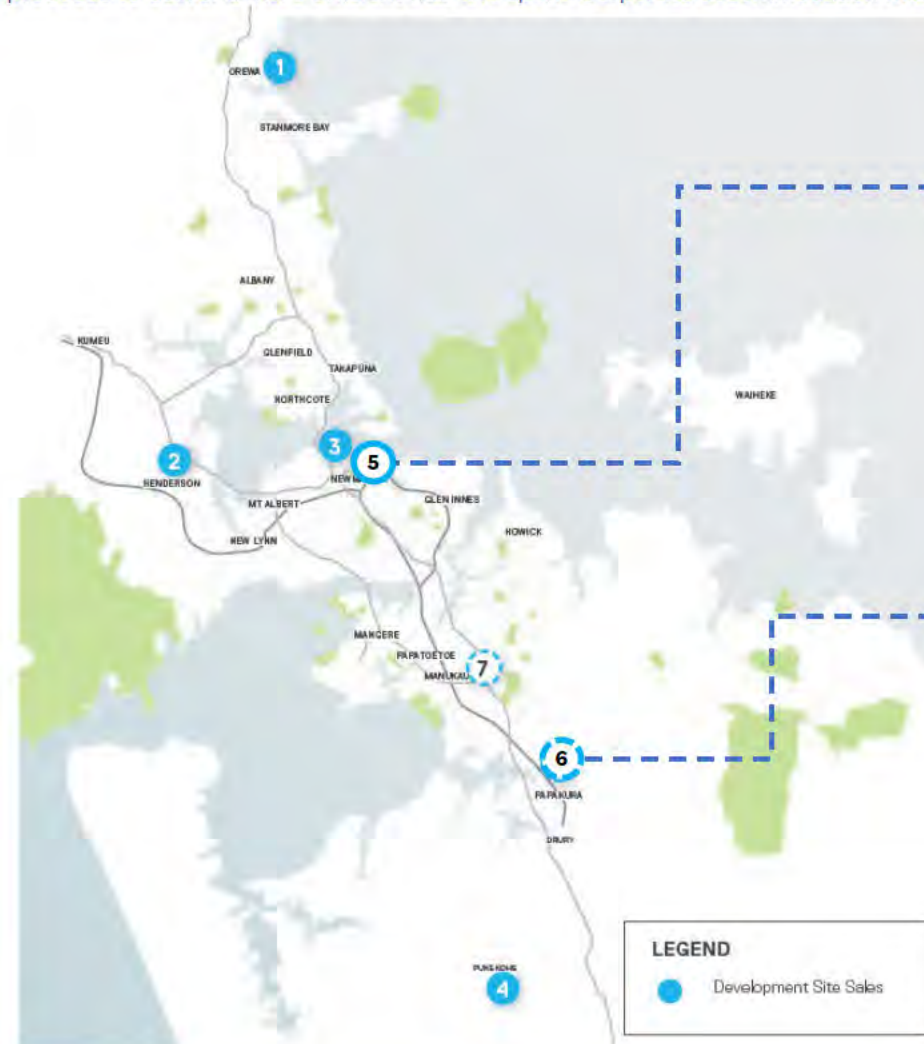 OREWA
1
STANMORE BAY
ALBANY
KUMEU
GLENFIELD
TAKAPUNA
WAIHEKE
NORTHCOTE
3
2
5
HENDERSON
GLEN INNES
MT ALBERT
HOWICK
NEW LYNN
MANGERE
PAPATOETOE
7
MANUKAU
6
PAPAKURA
DRURY
LEGEND
PUKEKOHE
4
Development Site Sales